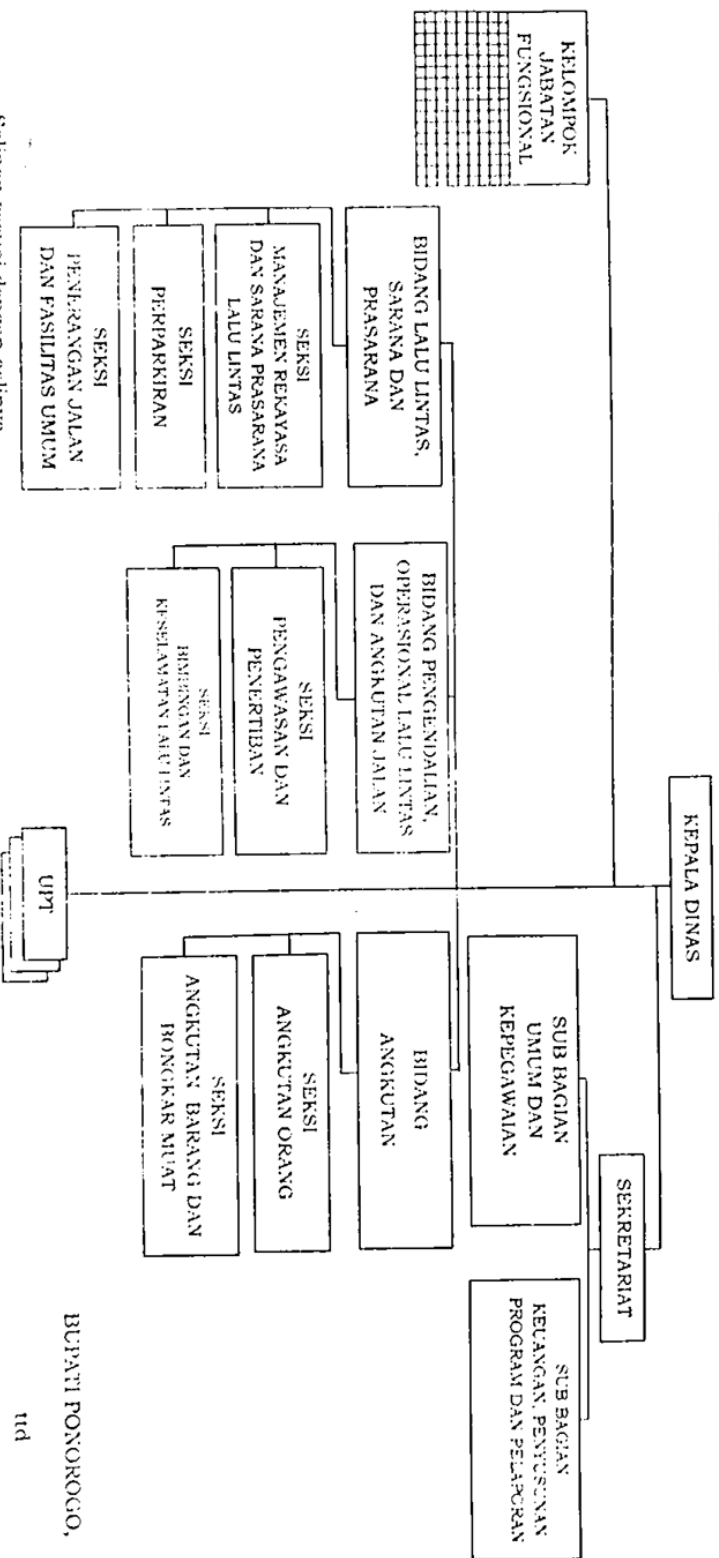 KEPALA DINAS
SEKRETARIAT
KELOMPOK
JABATAN
FUNGSIONAL
SUB BAGIAN
UMUM DAN
KEPEGAWAIAN
SUB BAGIAN
KEUANGAN, PENYUSUNAN
PROGRAM DAN PELAPORAN
BIDANG LALU LINTAS,
SARANA DAN
PRASARANA
BIDANG PENGENDALIAN,
OPERASIONAL LALU LINTAS
DAN ANGKUTAN JALAN
BIDANG
ANGKUTAN
SEKSI
MANAJEMEN REKAYASA
DAN SARANA PRASARANA
LALU LINTAS
SEKSI
PENGAWASAN DAN
PENERTIBAN
SEKSI
ANGKUTAN ORANG
SEKSI
PERPARKIRAN
SEKSI
BIMBINGAN DAN
KESELAMATAN LALU LINTAS
SEKSI
ANGKUTAN BARANG DAN
BONGKAR MUAT
SEKSI
PENERANGAN JALAN
DAN FASILITAS UMUM
UPT
BUPATI PONOROGO,
ttd